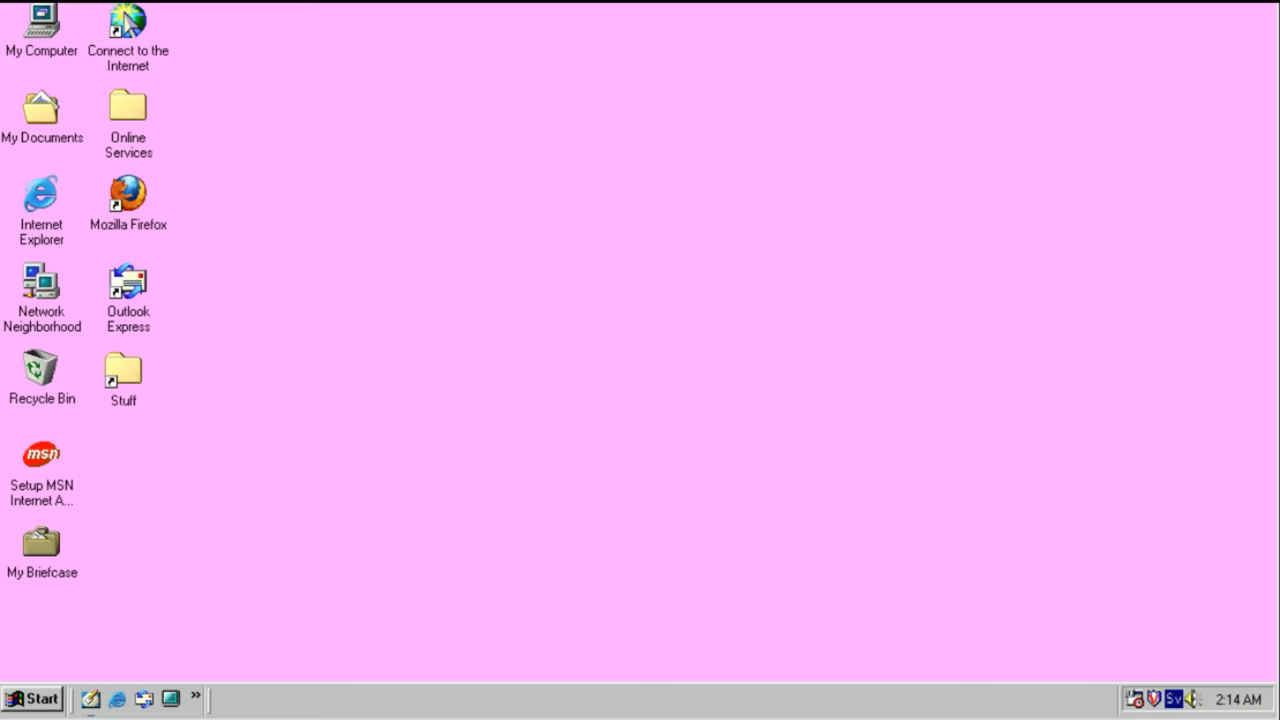 My Computer
Connect to the
Internet
My Documents
Online
Services
Internet
Explorer
Mozilla Firefox
Network
Neighborhood
Outlook
Express
Recycle Bin
Stuff
msn
Setup MSN
Internet A...
My Briefcase
Start
»
Sv
2:14 AM